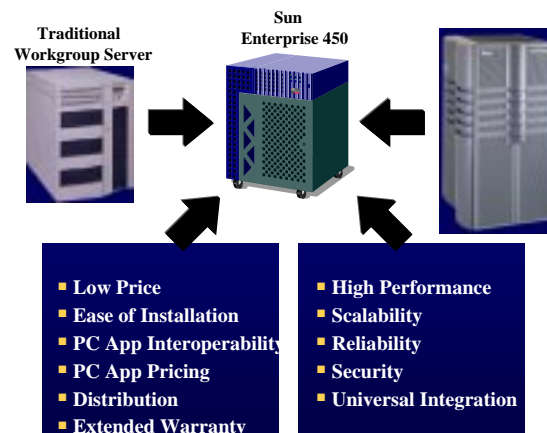 Traditional
Workgroup Server
Sun
Enterprise 450
Low Price
Ease of Installation
PC App Interoperability
PC App Pricing
Distribution
Extended Warranty
High Performance
Scalability
Reliability
Security
Universal Integration